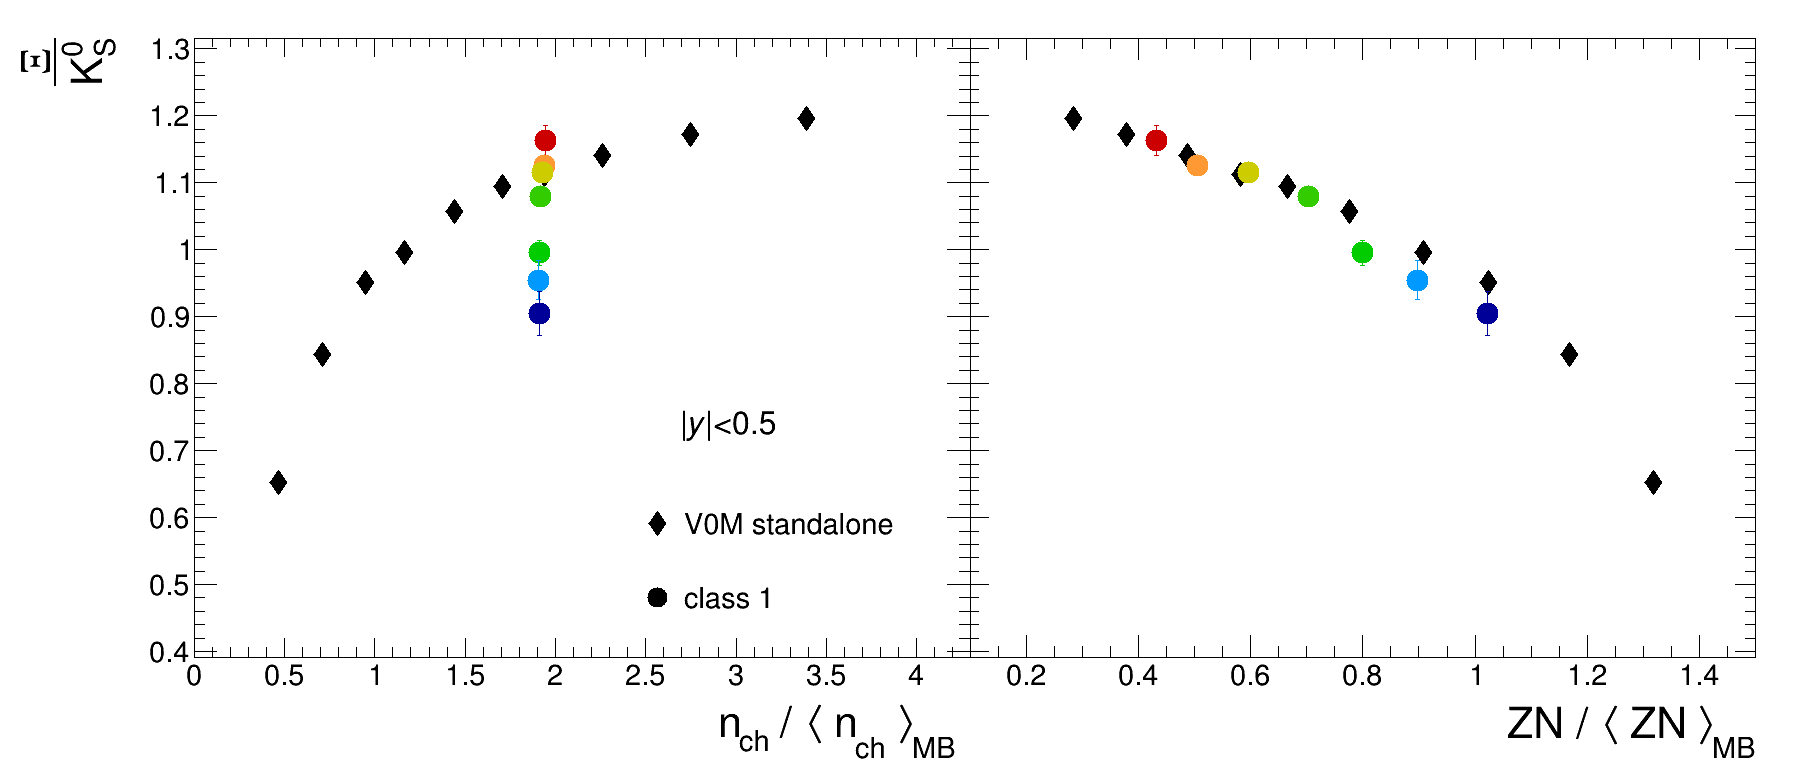 Ξ
K⁰_S
1.3
1.2
1.1
1
0.9
0.8
0.7
0.6
0.5
0.4
|y|<0.5
V0M standalone
class 1
0 0.5 1 1.5 2 2.5 3 3.5 4
0.2 0.4 0.6 0.8 1 1.2 1.4
n_ch / ⟨ n_ch ⟩_MB
ZN / ⟨ ZN ⟩_MB